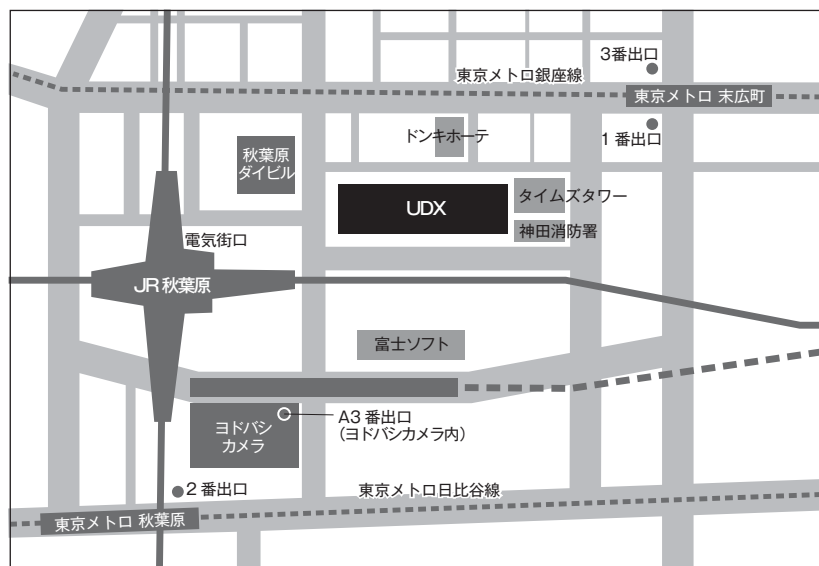 3番出口
東京メトロ銀座線
東京メトロ 末広町
1 番出口
ドンキホーテ
秋葉原
ダイビル
タイムズタワー
UDX
神田消防署
電気街口
JR 秋葉原
富士ソフト
A3 番出口
(ヨドバシカメラ内)
ヨドバシ
カメラ
2 番出口
東京メトロ日比谷線
東京メトロ 秋葉原